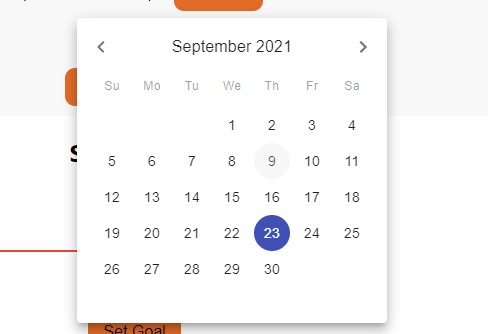 September 2021
Su Mo Tu We Th Fr Sa
1 2 3 4
5 6 7 8 9 10 11
12 13 14 15 16 17 18
19 20 21 22 23 24 25
26 27 28 29 30
Set Goal